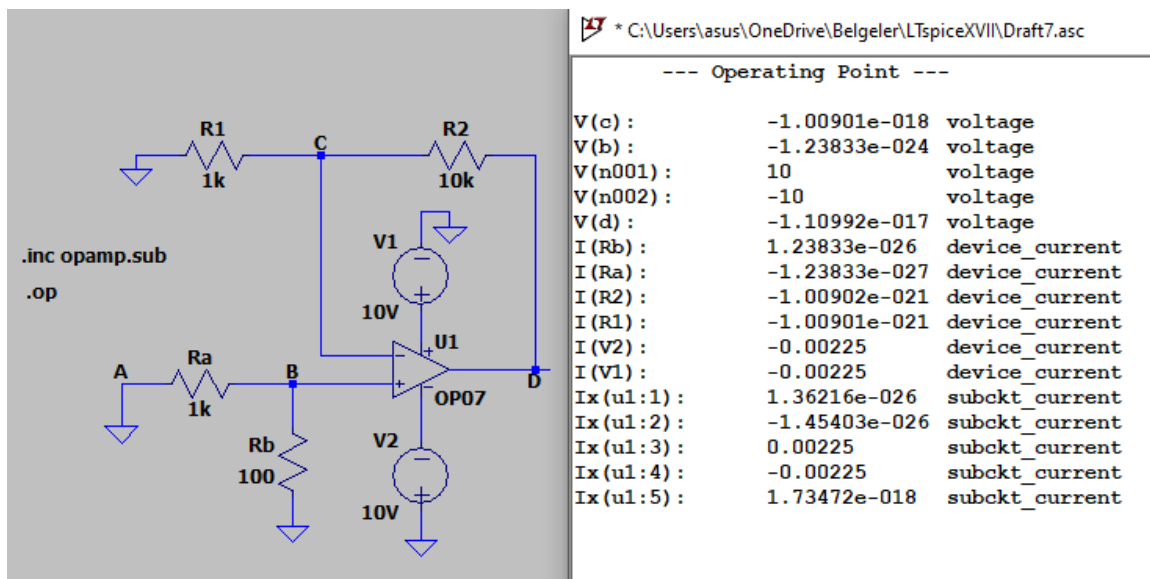 R1
1k
C
R2
10k
.inc opamp.sub
.op
V1
10V
U1
OP07
A
Ra
1k
B
D
Rb
100
V2
10V
* C:\Users\asus\OneDrive\Belgeler\LTspiceXVII\Draft7.asc
--- Operating Point ---
V(c): -1.00901e-018 voltage
V(b): -1.23833e-024 voltage
V(n001): 10 voltage
V(n002): -10 voltage
V(d): -1.10992e-017 voltage
I(Rb): 1.23833e-026 device_current
I(Ra): -1.23833e-027 device_current
I(R2): -1.00902e-021 device_current
I(R1): -1.00901e-021 device_current
I(V2): -0.00225 device_current
I(V1): -0.00225 device_current
Ix(u1:1): 1.36216e-026 subckt_current
Ix(u1:2): -1.45403e-026 subckt_current
Ix(u1:3): 0.00225 subckt_current
Ix(u1:4): -0.00225 subckt_current
Ix(u1:5): 1.73472e-018 subckt_current